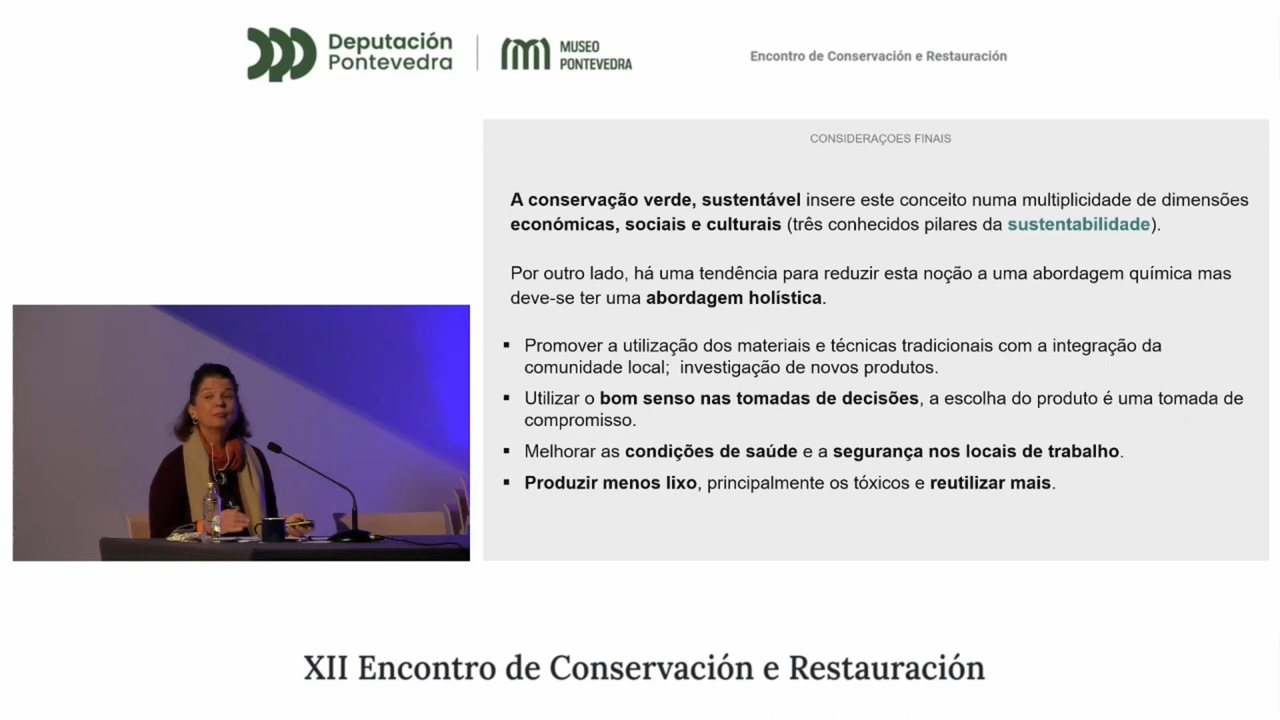 Deputación
Pontevedra
MUSEO
PONTEVEDRA
Encontro de Conservación e Restauración
CONSIDERAÇOES FINAIS
A conservação verde, sustentável insere este conceito numa multiplicidade de dimensões
económicas, sociais e culturais (três conhecidos pilares da sustentabilidade).
Por outro lado, há uma tendência para reduzir esta noção a uma abordagem química mas
deve-se ter uma abordagem holística.
▪ Promover a utilização dos materiais e técnicas tradicionais com a integração da
comunidade local; investigação de novos produtos.
▪ Utilizar o bom senso nas tomadas de decisões, a escolha do produto é uma tomada de
compromisso.
▪ Melhorar as condições de saúde e a segurança nos locais de trabalho.
▪ Produzir menos lixo, principalmente os tóxicos e reutilizar mais.
XII Encontro de Conservación e Restauración